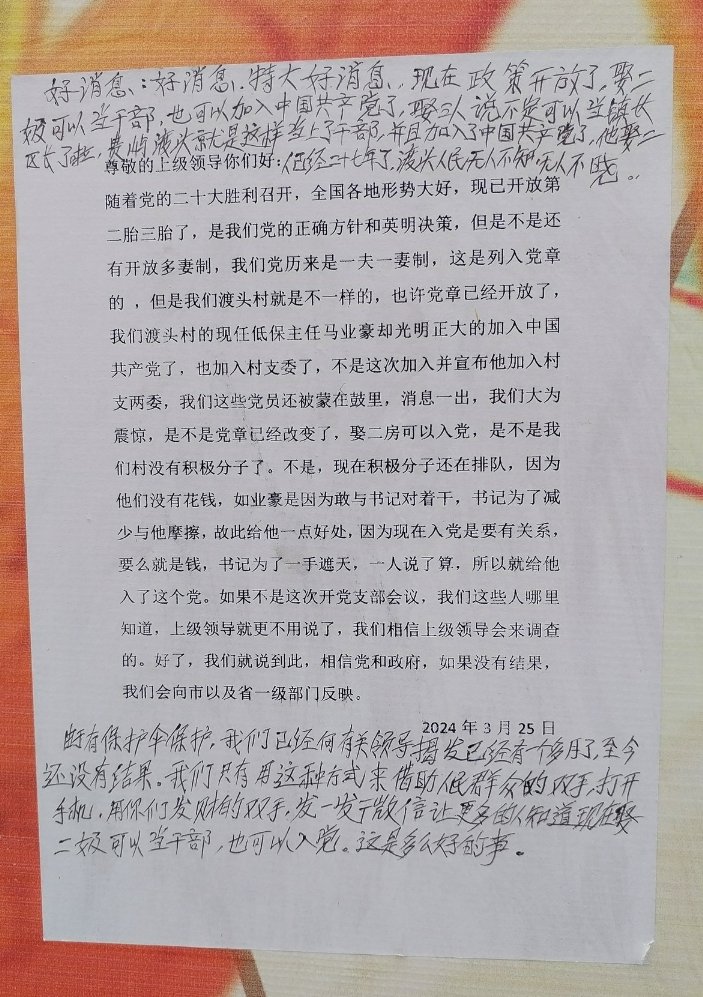 好消息：好消息、特大好消息，现在政策开放了，娶二
级可以当干部，也可以加入中国共产党了，娶三人说不定可以当镇长
区长了啦，贵屿渡头就是这样当上了干部，并且加入了中国共产党了，他娶二
尊敬的上级领导你们好：
级已经二十七年了，渡头人民无人不知无人不晓。
随着党的二十大胜利召开，全国各地形势大好，现已开放第
二胎三胎了，是我们党的正确方针和英明决策，但是不是还
有开放多妻制，我们党历来是一夫一妻制，这是列入党章
的 ，但是我们渡头村就是不一样的，也许党章已经开放了，
我们渡头村的现任低保主任马业豪却光明正大的加入中国
共产党了，也加入村支委了，不是这次加入并宣布他加入村
支两委，我们这些党员还被蒙在鼓里，消息一出，我们大为
震惊，是不是党章已经改变了，娶二房可以入党，是不是我
们村没有积极分子了。不是，现在积极分子还在排队，因为
他们没有花钱，如业豪是因为敢与书记对着干，书记为了减
少与他摩擦，故此给他一点好处，因为现在入党是要有关系，
要么就是钱，书记为了一手遮天，一人说了算，所以就给他
入了这个党。如果不是这次开党支部会议，我们这些人哪里
知道，上级领导就更不用说了，我们相信上级领导会来调查
的。好了，我们就说到此，相信党和政府，如果没有结果，
我们会向市以及省一级部门反映。
2024 年 3 月 25 日
有保护伞保护，我们已经向有关领导揭发已经有个多月了，至今
还没有结果。我们只有用这种方式来借助人民群众的双手，打开
手机，用你们发财的双手，发一发下微信让更多的人知道现在娶
二级可以当干部，也可以入党。这是多么好的事。